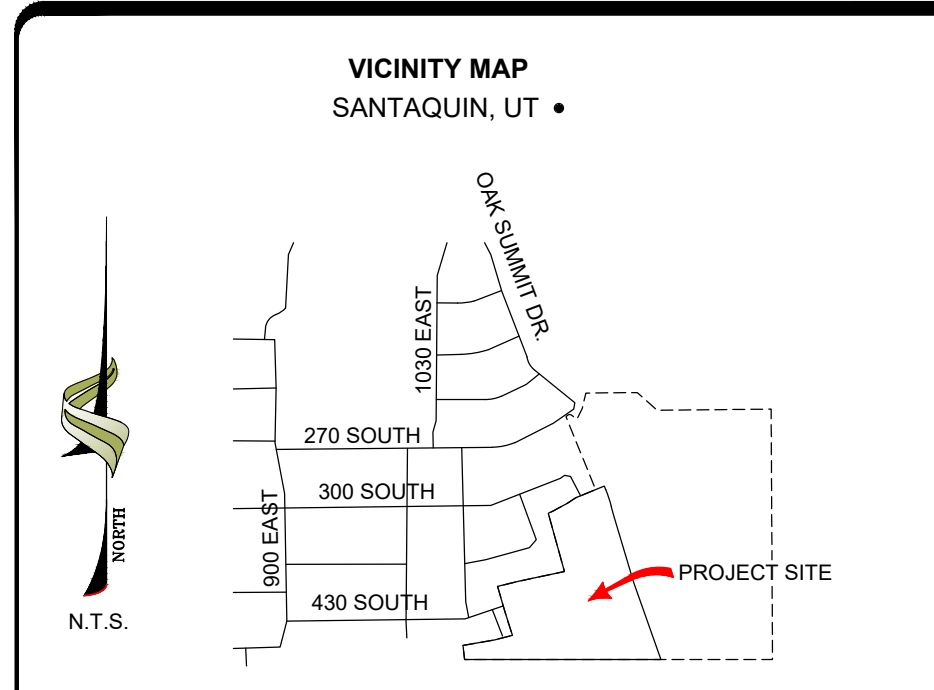 VICINITY MAP
SANTAQUIN, UT •
OAK SUMMIT DR.
1030 EAST
270 SOUTH
300 SOUTH
900 EAST
NORTH
PROJECT SITE
430 SOUTH
N.T.S.